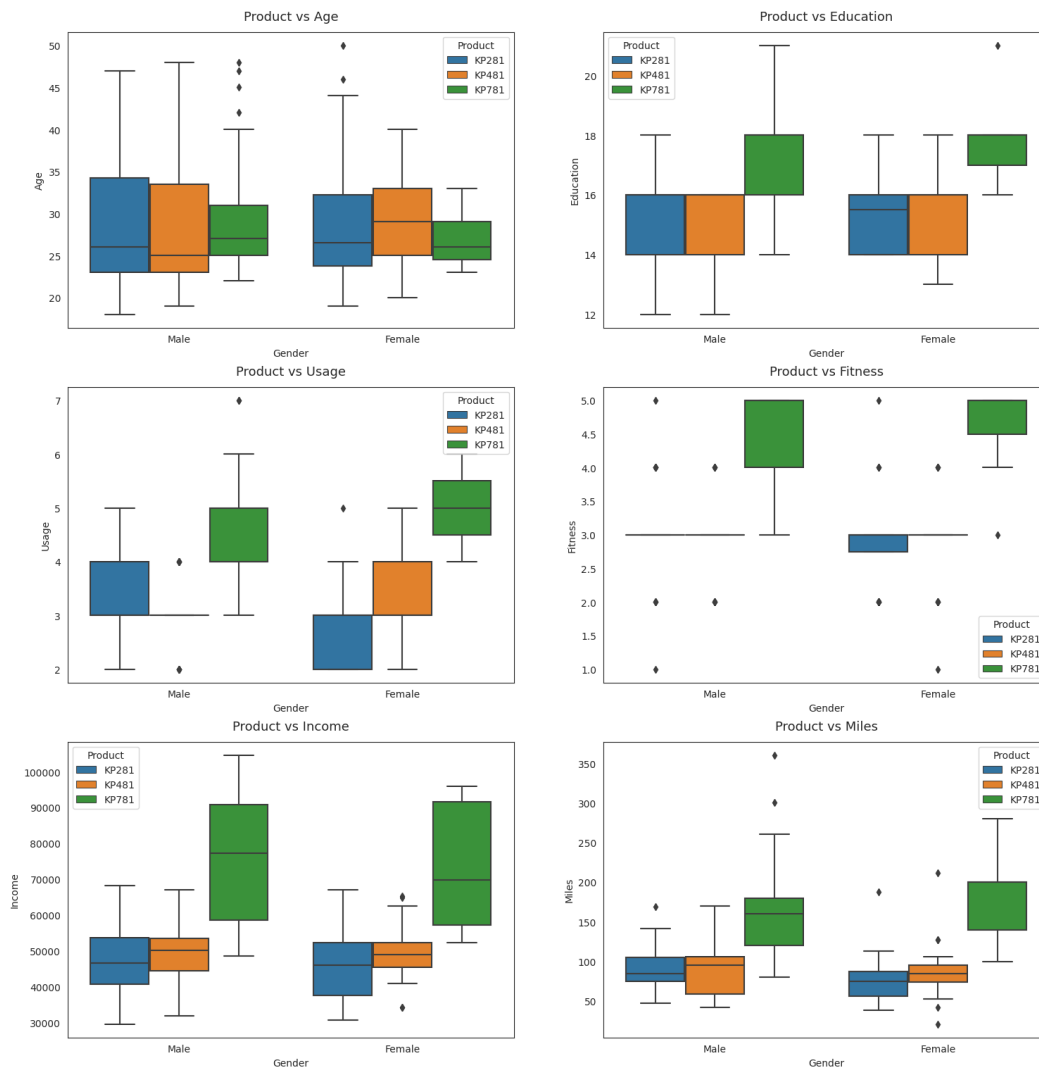 Product vs Age
50
45
40
35
30
25
20
Age
Product
KP281
KP481
KP781
Male
Female
Gender
Product vs Education
20
18
16
14
12
Education
Product
KP281
KP481
KP781
Male
Female
Gender
Product vs Usage
7
6
5
4
3
2
Usage
Product
KP281
KP481
KP781
Male
Female
Gender
Product vs Fitness
5.0
4.5
4.0
3.5
3.0
2.5
2.0
1.5
1.0
Fitness
Product
KP281
KP481
KP781
Male
Female
Gender
Product vs Income
100000
90000
80000
70000
60000
50000
40000
30000
Income
Product
KP281
KP481
KP781
Male
Female
Gender
Product vs Miles
350
300
250
200
150
100
50
Miles
Product
KP281
KP481
KP781
Male
Female
Gender